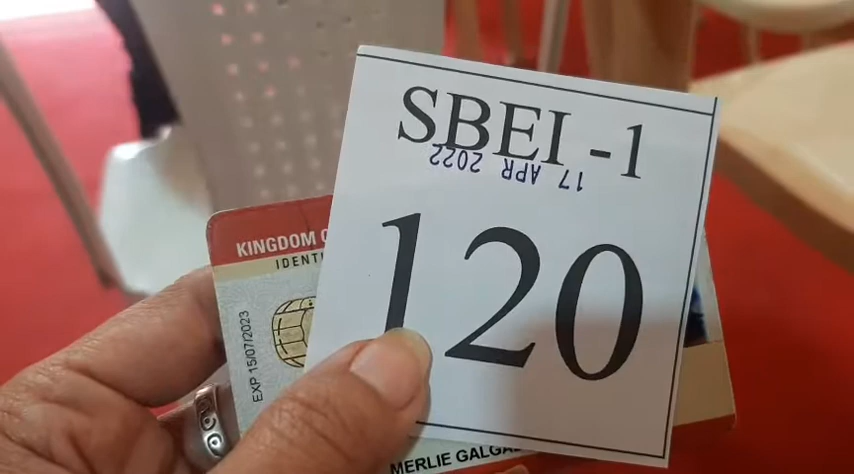 SBEI -1
17 APR 2022
120
KINGDOM
IDENTI
EXP 15/07/2023
MERLIE GALGA